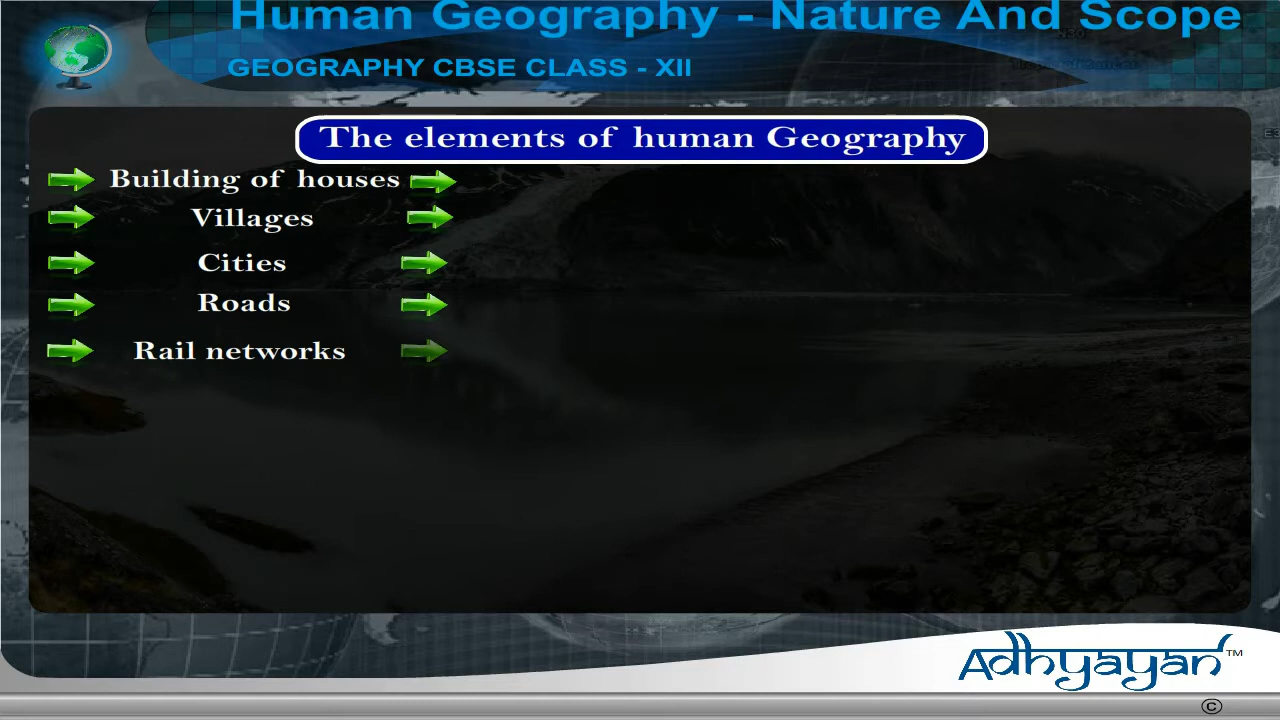 Human Geography - Nature And Scope
GEOGRAPHY CBSE CLASS - XII
The elements of human Geography
Building of houses
Villages
Cities
Roads
Rail networks
Adhyayan™
©